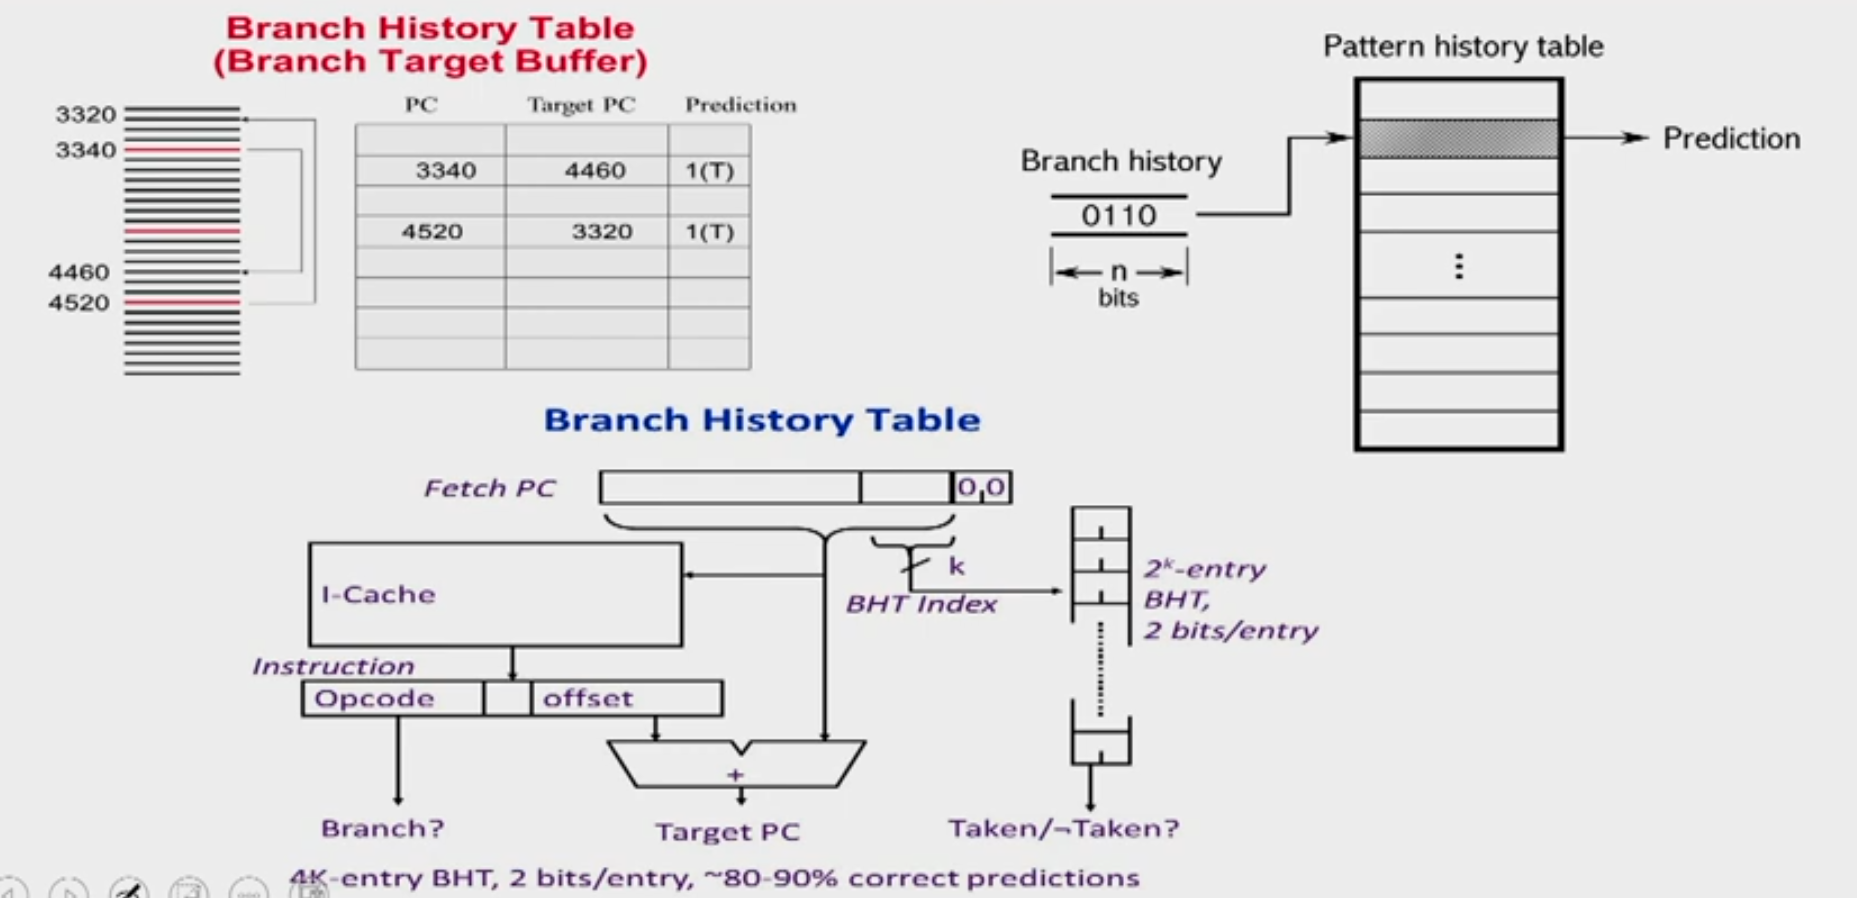 Branch History Table
(Branch Target Buffer)
3320
3340
4460
4520
PC Target PC Prediction
3340 4460 1(T)
4520 3320 1(T)
Pattern history table
Branch history
0110
n
bits
Prediction
Branch History Table
Fetch PC
0 0
k
BHT Index
2ᵏ-entry
BHT,
2 bits/entry
I-Cache
Instruction
Opcode offset
+
Branch?
Target PC
Taken/¬Taken?
4K-entry BHT, 2 bits/entry, ~80-90% correct predictions